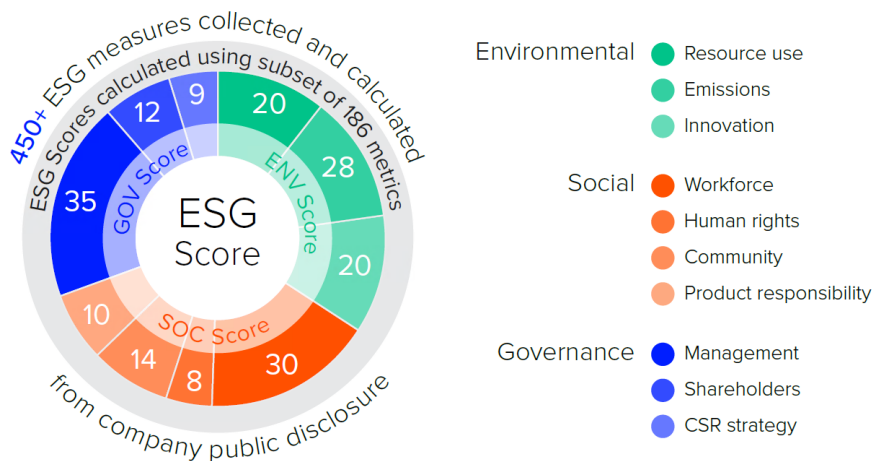 450+ ESG measures collected and calculated
from company public disclosure
ESG Scores calculated using subset of 186 metrics
20
28
20
30
8
14
10
35
12
9
ENV Score
SOC Score
GOV Score
ESG
Score
Environmental
Resource use
Emissions
Innovation
Social
Workforce
Human rights
Community
Product responsibility
Governance
Management
Shareholders
CSR strategy